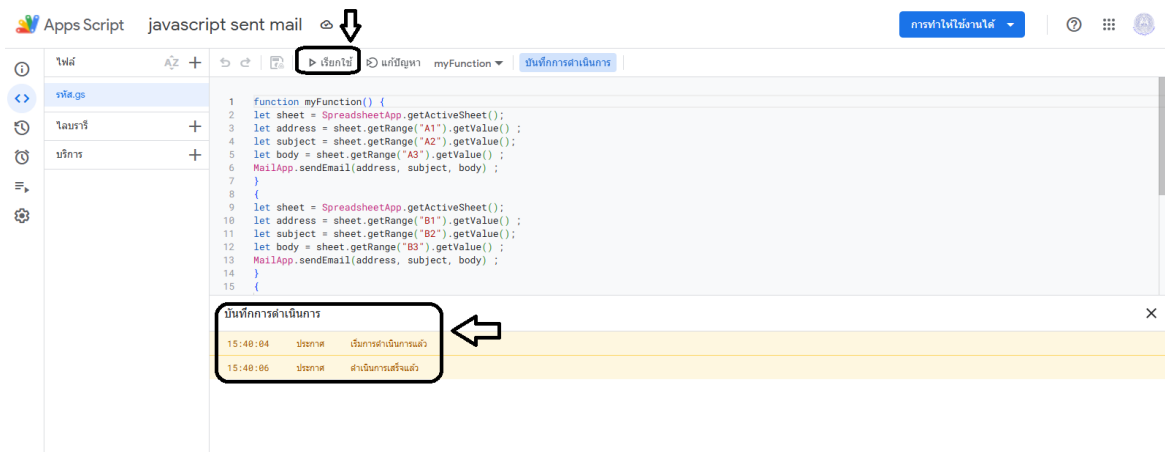 Apps Script javascript sent mail การทำให้ใช้งานได้
ไฟล์ AZ เรียกใช้ แก้ปัญหา myFunction บันทึกการดำเนินการ
รหัส.gs
ไลบรารี
บริการ
1 function myFunction() {
2 let sheet = SpreadsheetApp.getActiveSheet();
3 let address = sheet.getRange("A1").getValue() ;
4 let subject = sheet.getRange("A2").getValue();
5 let body = sheet.getRange("A3").getValue() ;
6 MailApp.sendEmail(address, subject, body) ;
7 }
8 {
9 let sheet = SpreadsheetApp.getActiveSheet();
10 let address = sheet.getRange("B1").getValue() ;
11 let subject = sheet.getRange("B2").getValue();
12 let body = sheet.getRange("B3").getValue() ;
13 MailApp.sendEmail(address, subject, body) ;
14 }
15 {
บันทึกการดำเนินการ
15:40:04 ประกาศ เริ่มการดำเนินการแล้ว
15:40:06 ประกาศ ดำเนินการเสร็จแล้ว